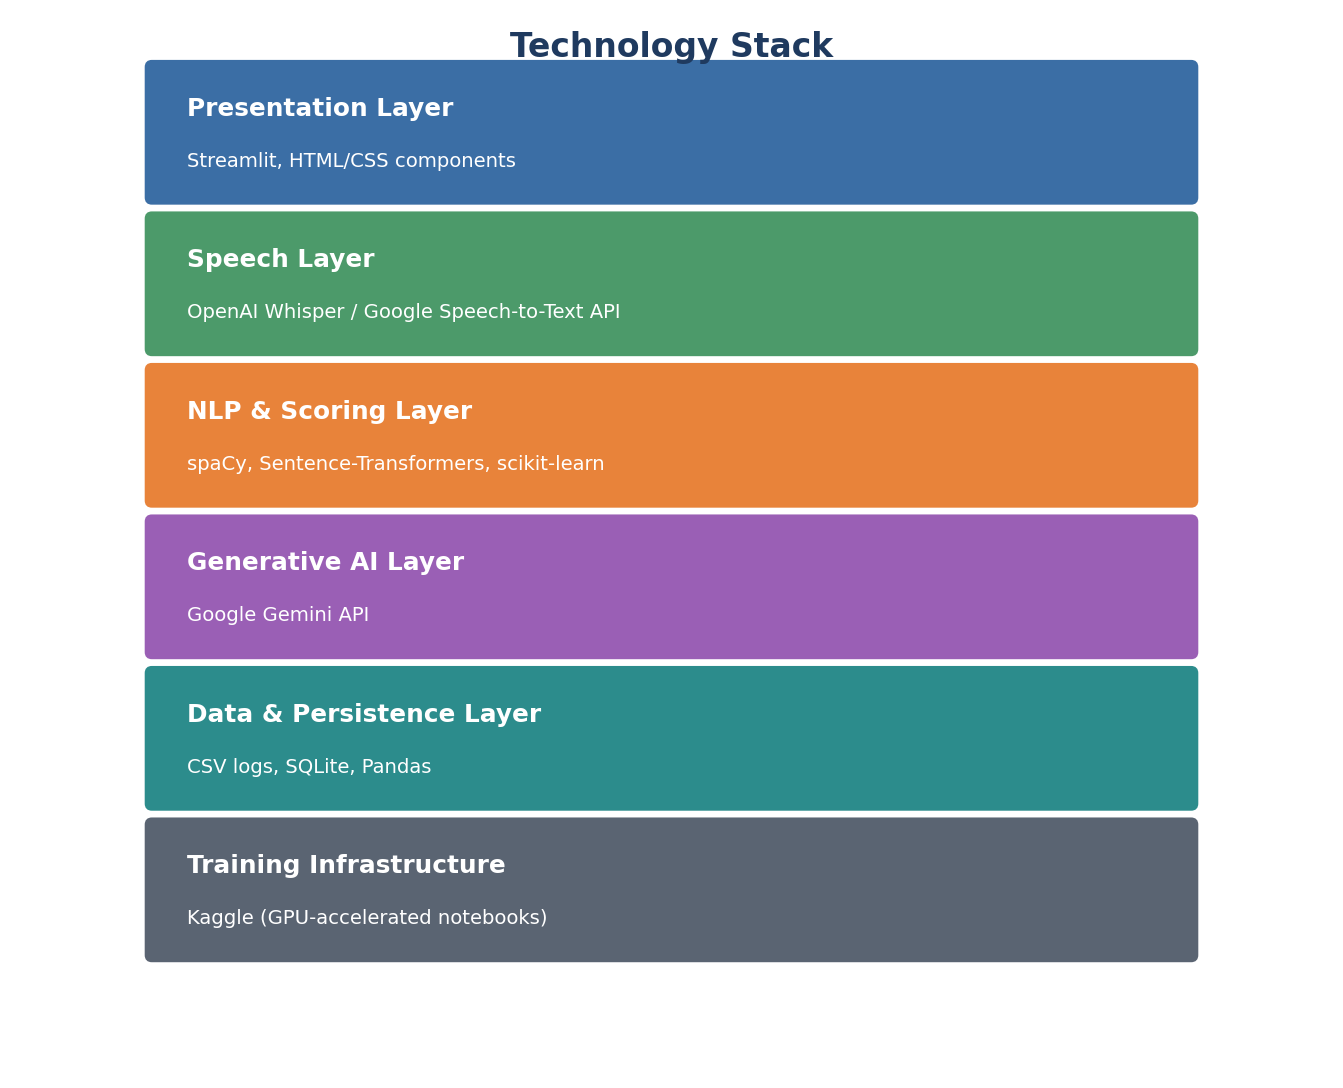 Technology Stack
Presentation Layer
Streamlit, HTML/CSS components
Speech Layer
OpenAI Whisper / Google Speech-to-Text API
NLP & Scoring Layer
spaCy, Sentence-Transformers, scikit-learn
Generative AI Layer
Google Gemini API
Data & Persistence Layer
CSV logs, SQLite, Pandas
Training Infrastructure
Kaggle (GPU-accelerated notebooks)